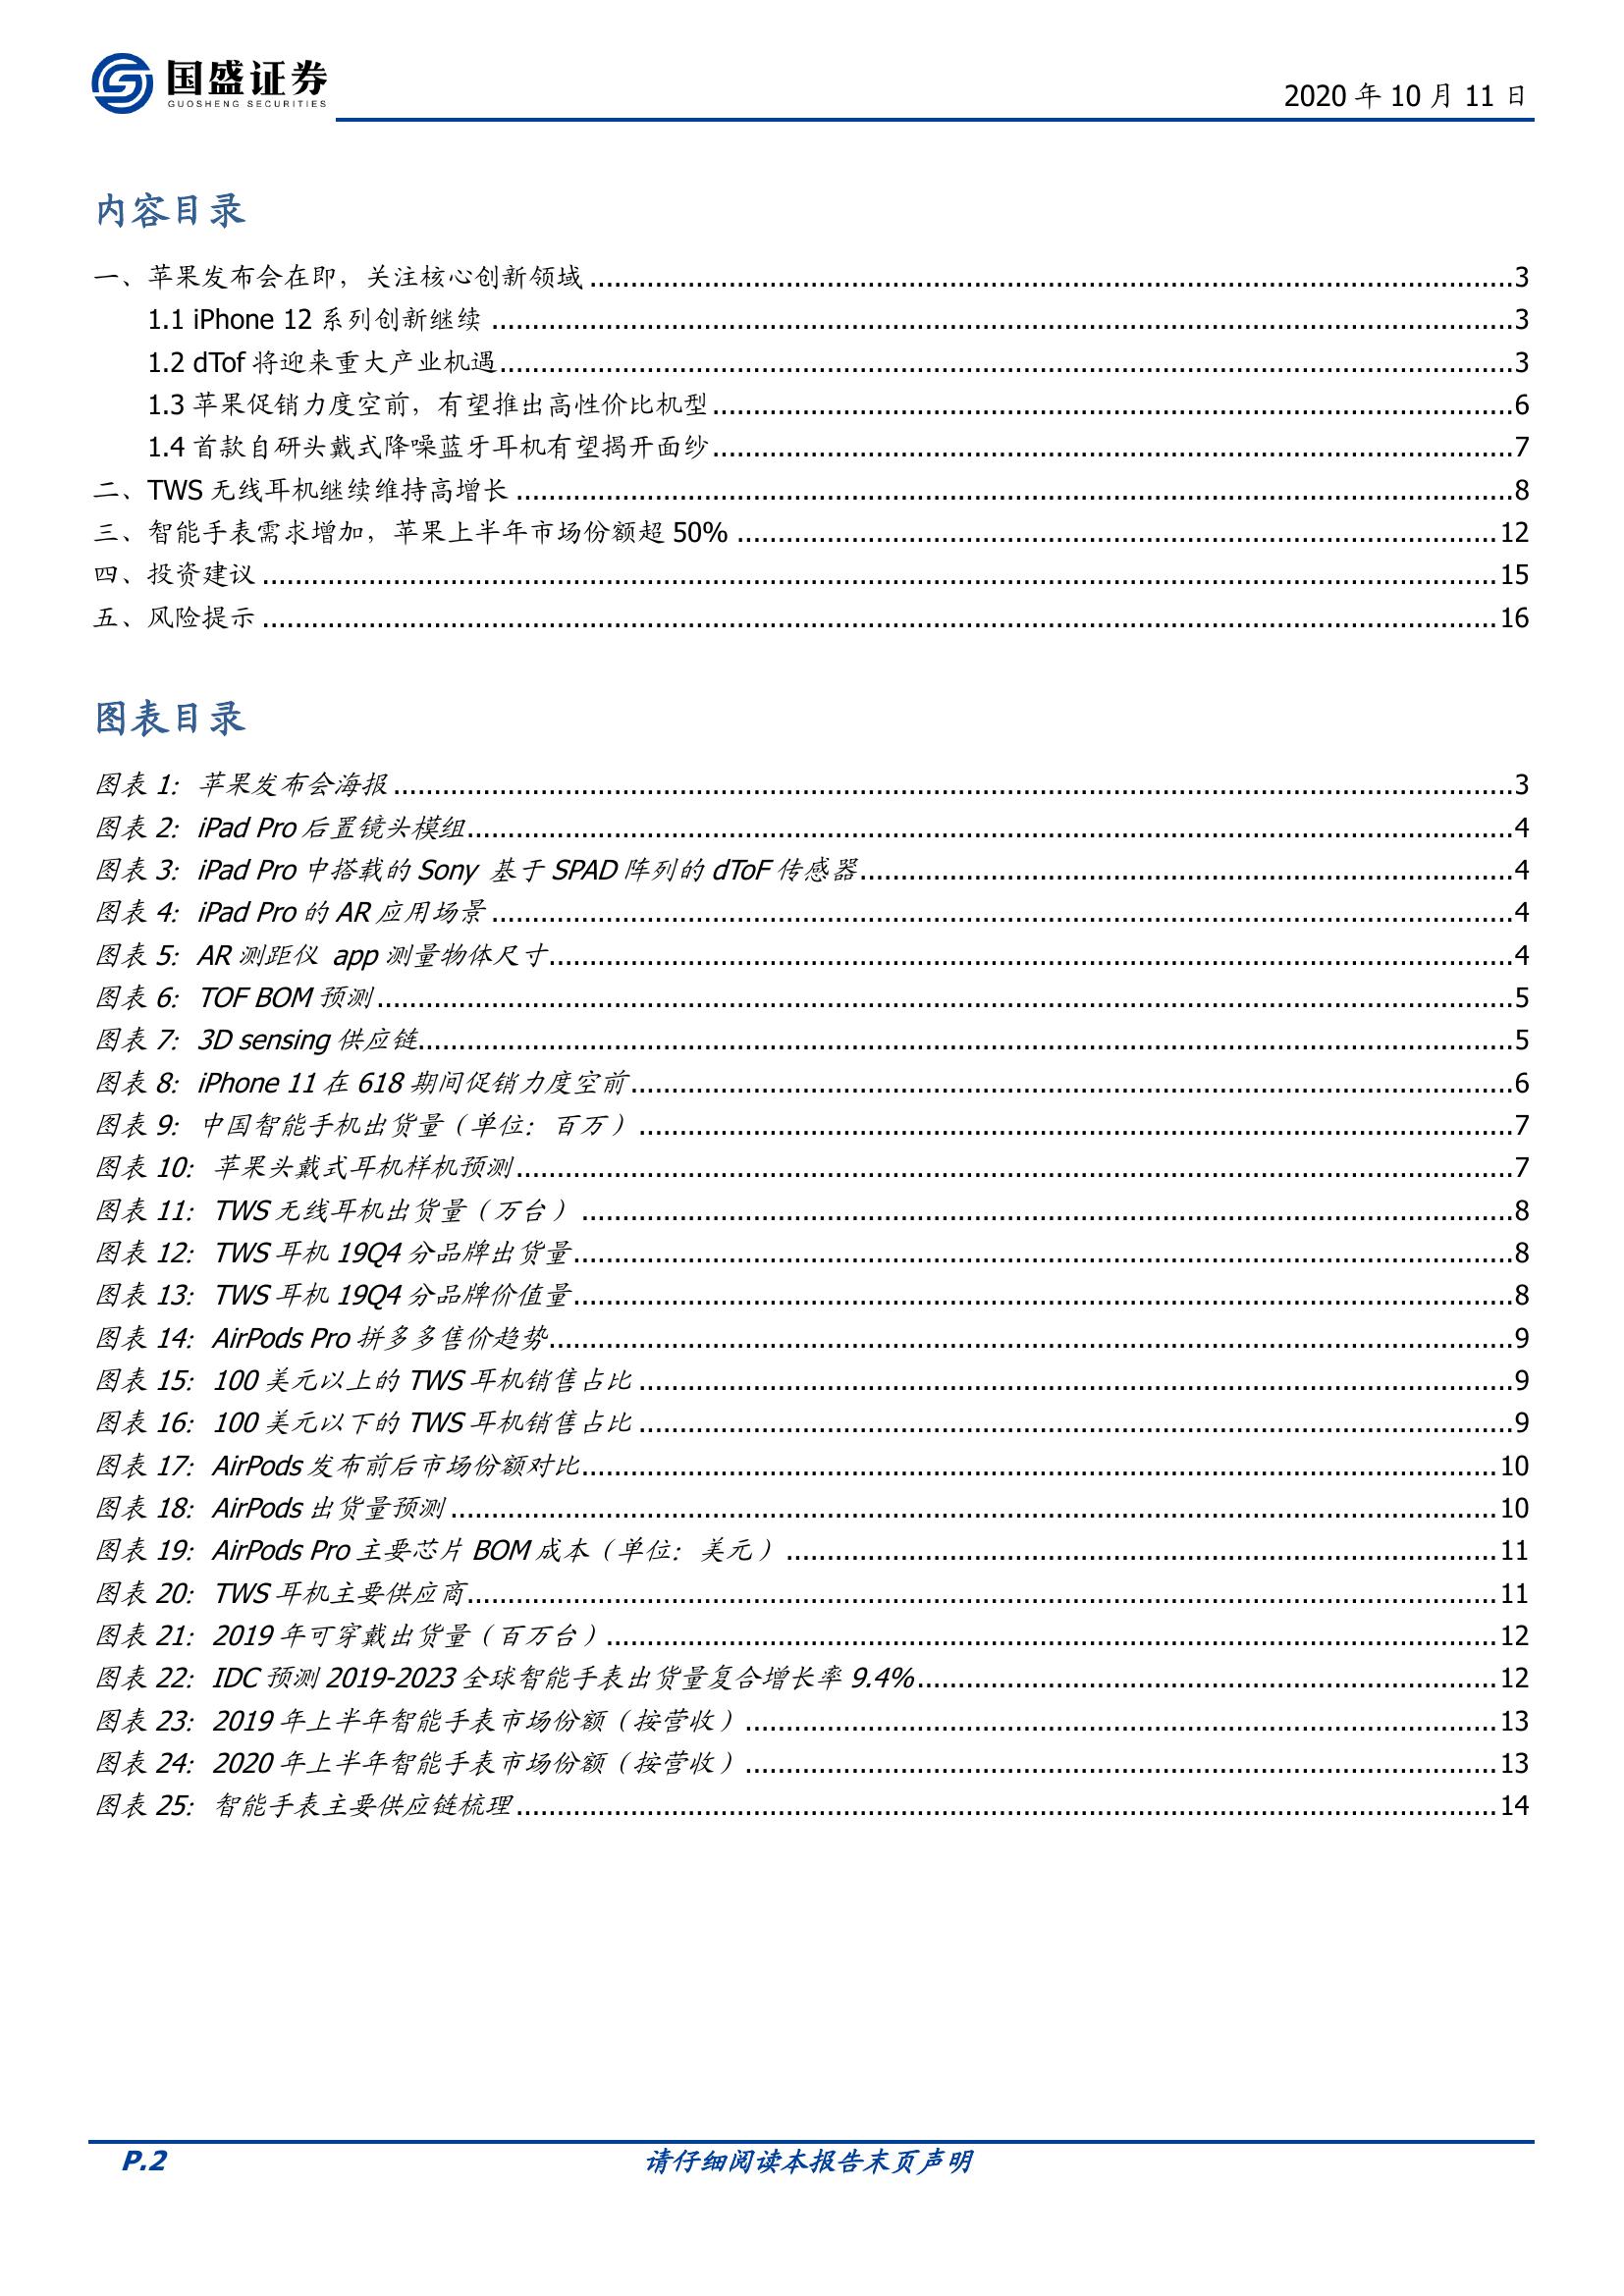 国盛证券
GUOSHENG SECURITIES
2020 年 10 月 11 日
内容目录
一、苹果发布会在即，关注核心创新领域 3
1.1 iPhone 12 系列创新继续 3
1.2 dTof 将迎来重大产业机遇 3
1.3 苹果促销力度空前，有望推出高性价比机型 6
1.4 首款自研头戴式降噪蓝牙耳机有望揭开面纱 7
二、TWS 无线耳机继续维持高增长 8
三、智能手表需求增加，苹果上半年市场份额超 50% 12
四、投资建议 15
五、风险提示 16
图表目录
图表 1：苹果发布会海报 3
图表 2：iPad Pro 后置镜头模组 4
图表 3：iPad Pro 中搭载的 Sony 基于 SPAD 阵列的 dToF 传感器 4
图表 4：iPad Pro 的 AR 应用场景 4
图表 5：AR 测距仪 app 测量物体尺寸 4
图表 6：TOF BOM 预测 5
图表 7：3D sensing 供应链 5
图表 8：iPhone 11 在 618 期间促销力度空前 6
图表 9：中国智能手机出货量（单位：百万） 7
图表 10：苹果头戴式耳机样机预测 7
图表 11：TWS 无线耳机出货量（万台） 8
图表 12：TWS 耳机 19Q4 分品牌出货量 8
图表 13：TWS 耳机 19Q4 分品牌价值量 8
图表 14：AirPods Pro 拼多多售价趋势 9
图表 15：100 美元以上的 TWS 耳机销售占比 9
图表 16：100 美元以下的 TWS 耳机销售占比 9
图表 17：AirPods 发布前后市场份额对比 10
图表 18：AirPods 出货量预测 10
图表 19：AirPods Pro 主要芯片 BOM 成本（单位：美元） 11
图表 20：TWS 耳机主要供应商 11
图表 21：2019 年可穿戴出货量（百万台） 12
图表 22：IDC 预测 2019-2023 全球智能手表出货量复合增长率 9.4% 12
图表 23：2019 年上半年智能手表市场份额（按营收） 13
图表 24：2020 年上半年智能手表市场份额（按营收） 13
图表 25：智能手表主要供应链梳理 14
P.2
请仔细阅读本报告末页声明